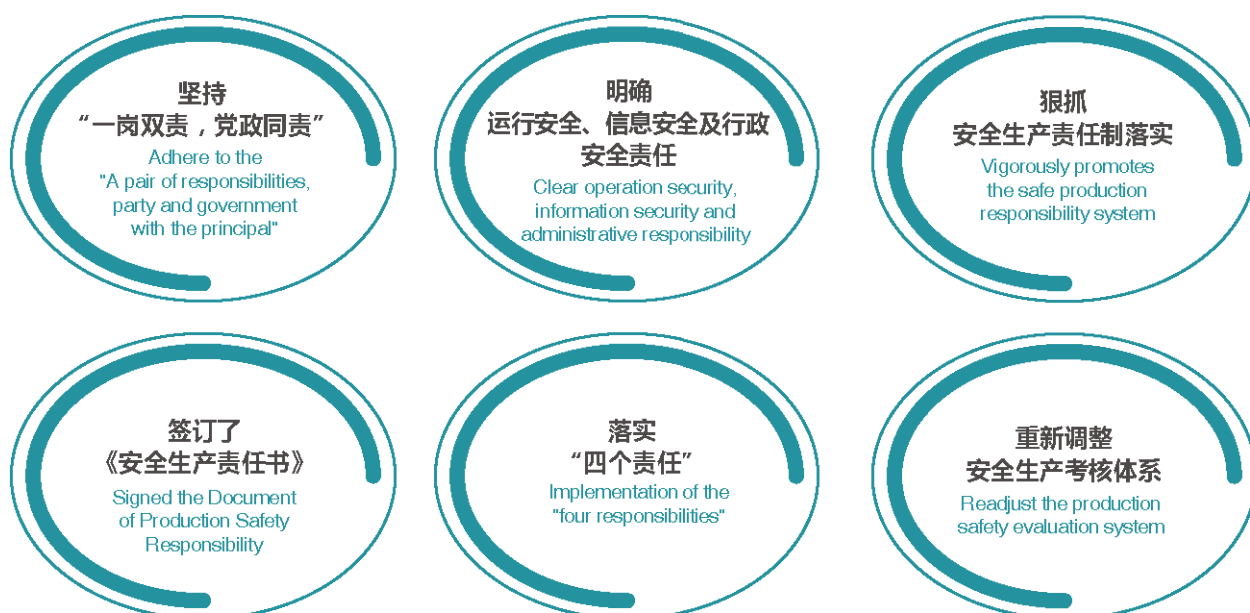 坚持
“一岗双责，党政同责”
Adhere to the
"A pair of responsibilities,
party and government
with the principal"
明确
运行安全、信息安全及行政
安全责任
Clear operation security,
information security and
administrative responsibility
狠抓
安全生产责任制落实
Vigorously promotes
the safe production
responsibility system
签订了
《安全生产责任书》
Signed the Document
of Production Safety
Responsibility
落实
“四个责任”
Implementation of the
"four responsibilities"
重新调整
安全生产考核体系
Readjust the production
safety evaluation system